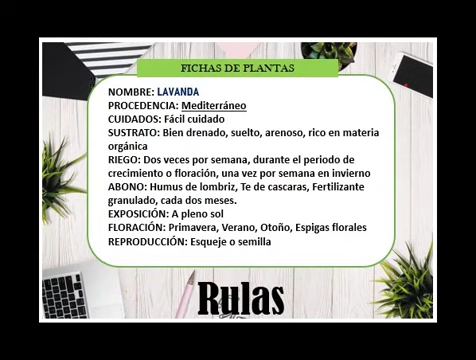 FICHAS DE PLANTAS
NOMBRE: LAVANDA
PROCEDENCIA: Mediterráneo
CUIDADOS: Fácil cuidado
SUSTRATO: Bien drenado, suelto, arenoso, rico en materia
orgánica
RIEGO: Dos veces por semana, durante el periodo de
crecimiento o floración, una vez por semana en invierno
ABONO: Humus de lombriz, Te de cascaras, Fertilizante
granulado, cada dos meses.
EXPOSICIÓN: A pleno sol
FLORACIÓN: Primavera, Verano, Otoño, Espigas florales
REPRODUCCIÓN: Esqueje o semilla
Rulas